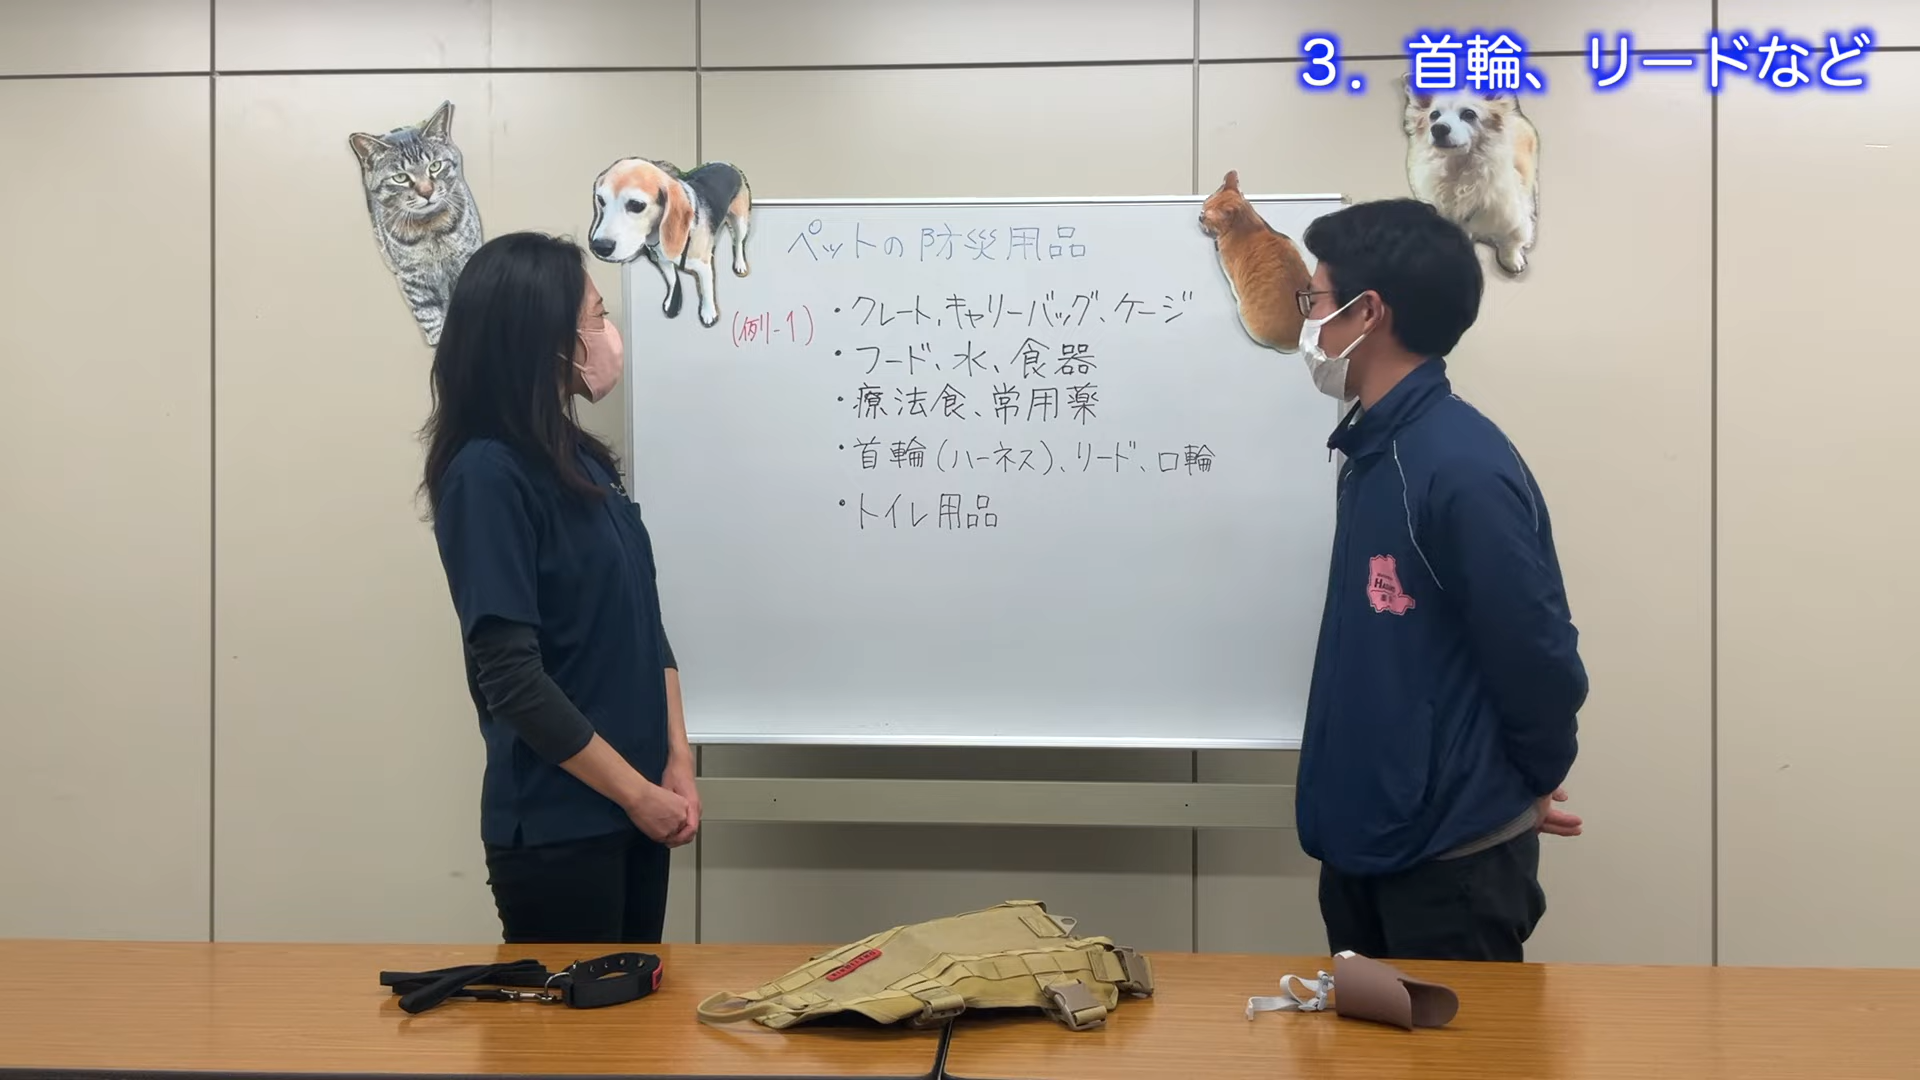 3. 首輪、リードなど
ペットの防災用品
(例-1)
・クレート、キャリーバッグ、ケージ
・フード、水、食器
・療法食、常用薬
・首輪(ハーネス)、リード、口輪
・トイレ用品